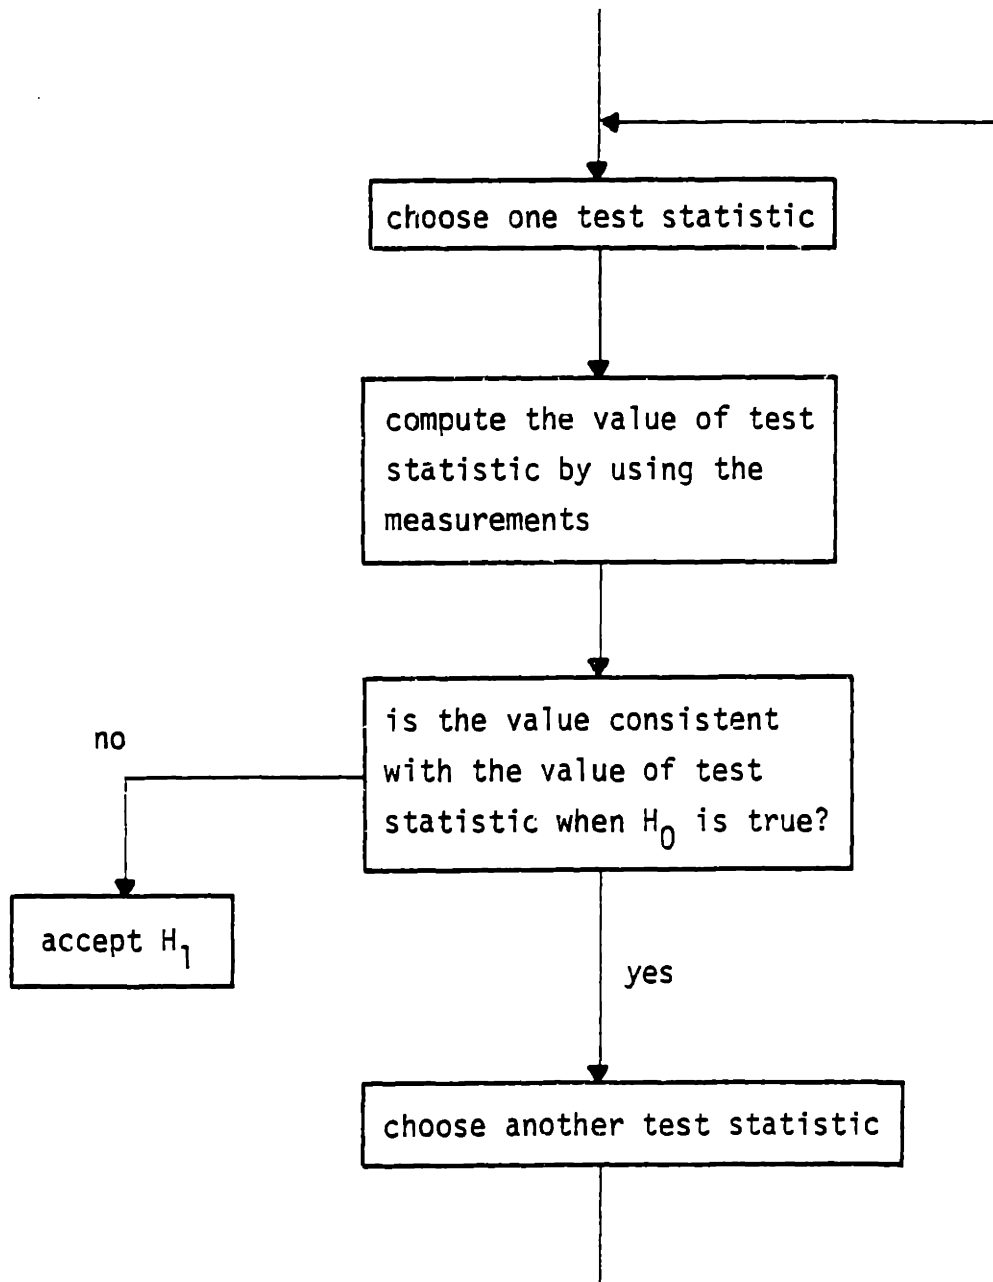 choose one test statistic
compute the value of test
statistic by using the
measurements
is the value consistent
with the value of test
statistic when H₀ is true?
no
accept H₁
yes
choose another test statistic